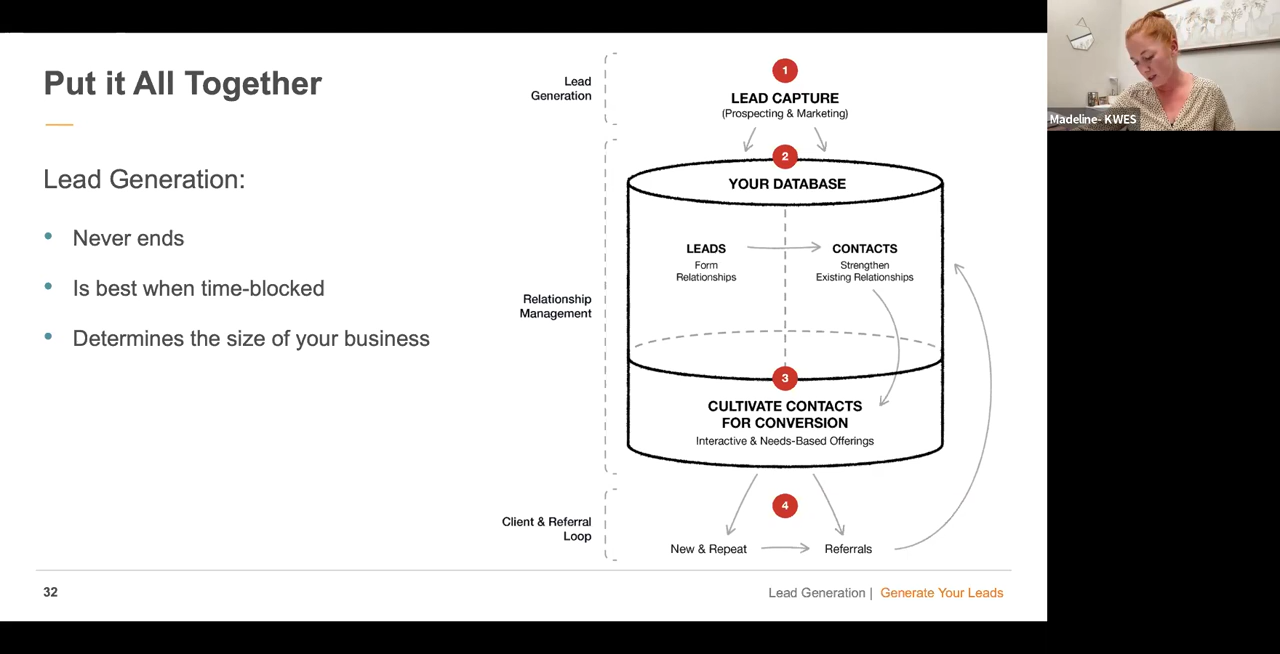 Put it All Together
Lead Generation:
• Never ends
• Is best when time-blocked
• Determines the size of your business
Lead
Generation
1
LEAD CAPTURE
(Prospecting & Marketing)
Relationship
Management
2
YOUR DATABASE
LEADS
Form
Relationships
CONTACTS
Strengthen
Existing Relationships
3
CULTIVATE CONTACTS
FOR CONVERSION
Interactive & Needs-Based Offerings
Client & Referral
Loop
4
New & Repeat
Referrals
32
Lead Generation | Generate Your Leads
Madeline- KWES